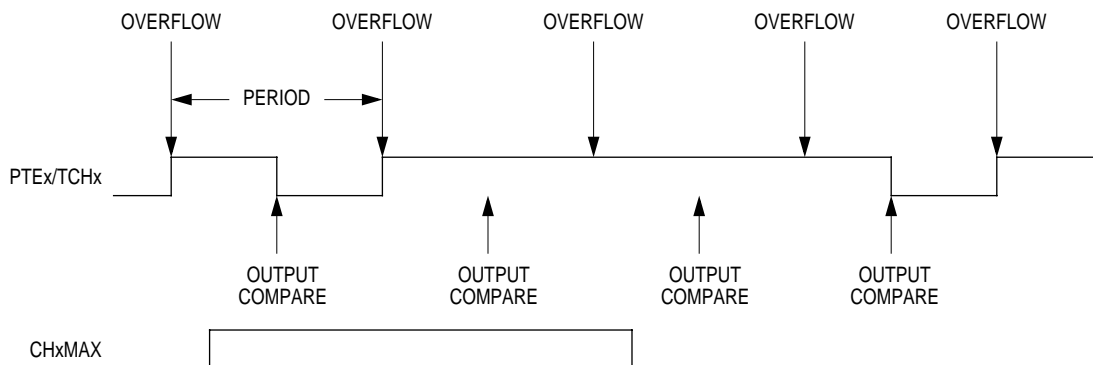 OVERFLOW OVERFLOW OVERFLOW OVERFLOW OVERFLOW
PERIOD
PTEx/TCHx
OUTPUT COMPARE
OUTPUT COMPARE
OUTPUT COMPARE
OUTPUT COMPARE
CHxMAX